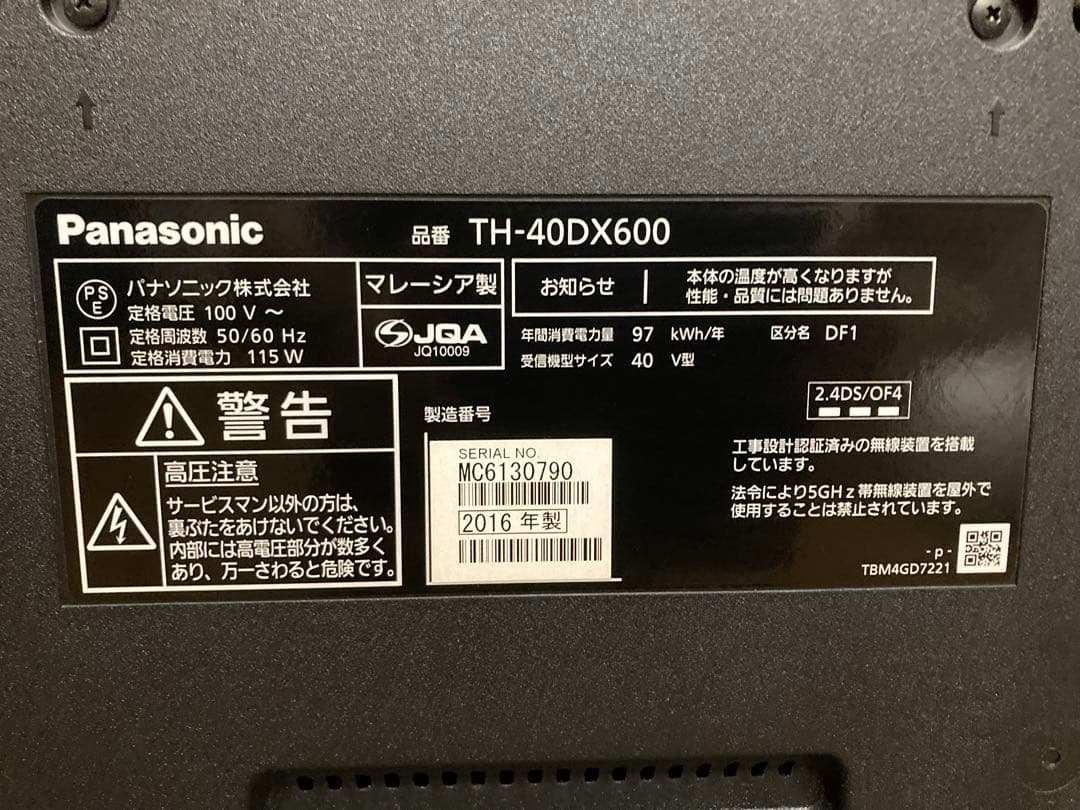 Panasonic 品番 TH-40DX600
PS
E
パナソニック株式会社
定格電圧 100 V ～
定格周波数 50/60 Hz
定格消費電力 115 W
マレーシア製
JQA
JQ10009
お知らせ
本体の温度が高くなりますが
性能・品質には問題ありません。
年間消費電力量 97 kWh/年 区分名 DF1
受信機型サイズ 40 V型
2.4DS/OF4
警告
高圧注意
サービスマン以外の方は、
裏ぶたをあけないでください。
内部には高電圧部分が数多く
あり、万一さわると危険です。
製造番号
SERIAL NO.
MC6130790
2016 年製
工事設計認証済みの無線装置を搭載
しています。
法令により5GHz帯無線装置を屋外で
使用することは禁止されています。
- p -
TBM4GD7221